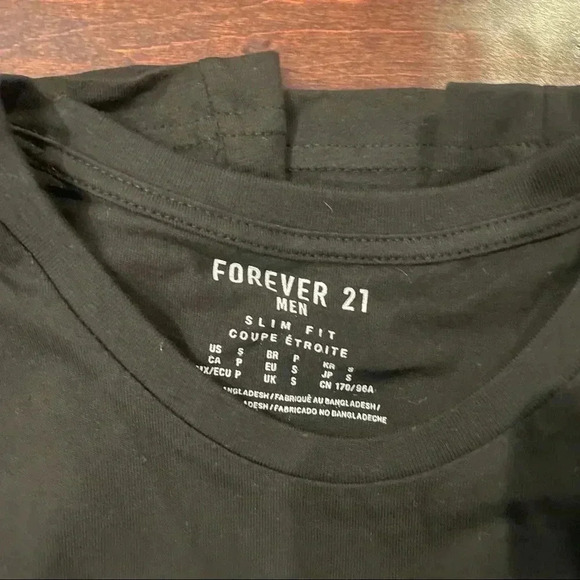 FOREVER 21
MEN
SLIM FIT
COUPE ÉTROITE
US S BR P KR S
CA P EU S JP S
MX/ECU P UK S CN 170/96A
/FABRIQUÉ AU BANGLADESH/
/FABRICADO NO BANGLADECHE